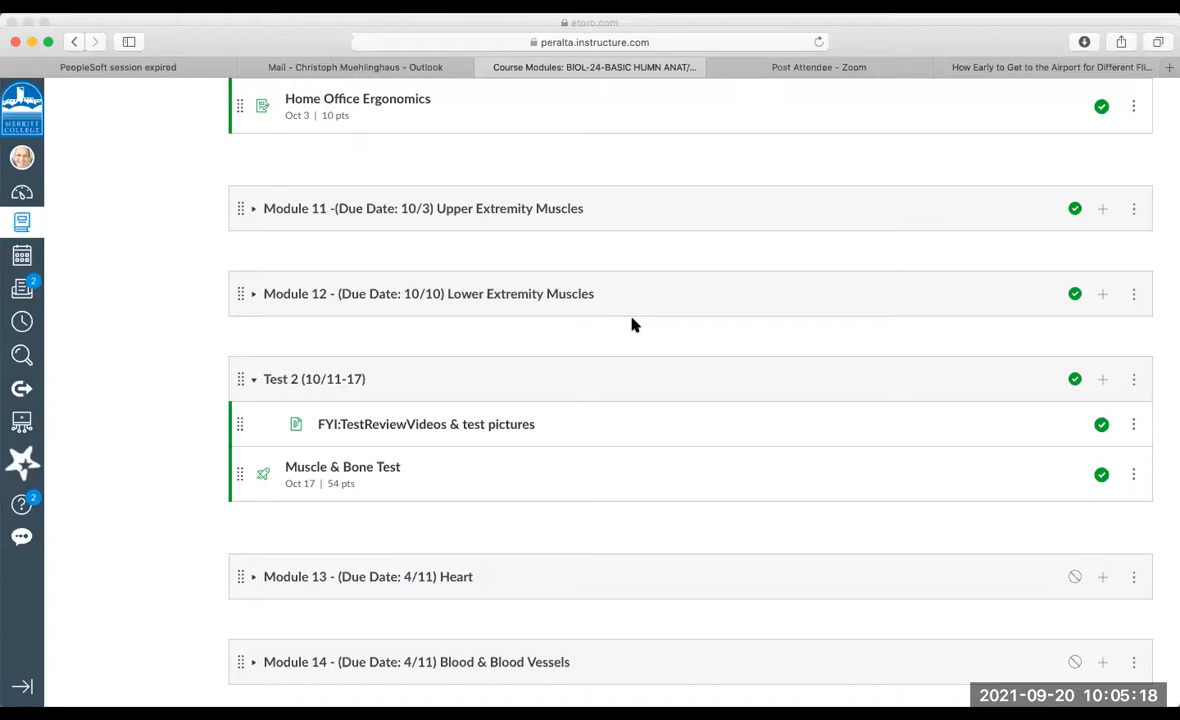 etoro.com
peralta.instructure.com
PeopleSoft session expired
Mail - Christoph Muehlinghaus - Outlook
Course Modules: BIOL-24-BASIC HUMN ANAT/...
Post Attendee - Zoom
How Early to Get to the Airport for Different Fli...
MERRITT
COLLEGE
Home Office Ergonomics
Oct 3 | 10 pts
Module 11 -(Due Date: 10/3) Upper Extremity Muscles
Module 12 - (Due Date: 10/10) Lower Extremity Muscles
2
Test 2 (10/11-17)
FYI:TestReviewVideos & test pictures
Muscle & Bone Test
Oct 17 | 54 pts
2
Module 13 - (Due Date: 4/11) Heart
Module 14 - (Due Date: 4/11) Blood & Blood Vessels
2021-09-20 10:05:18